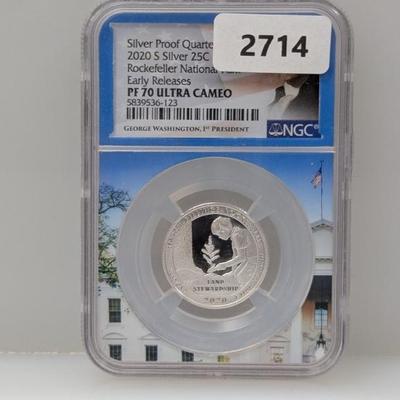 2714
Silver Proof Quarte
2020 S Silver 25C
Rockefeller National
Early Releases
PF 70 ULTRA CAMEO
5839536-123
GEORGE WASHINGTON, 1ST PRESIDENT
NGC
LAND
STEWARDSHIP
2020